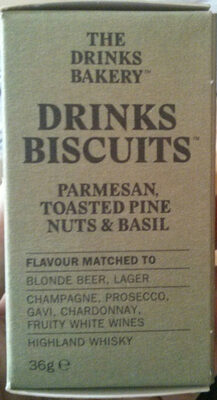 THE
DRINKS
BAKERY™
DRINKS
BISCUITS™
PARMESAN,
TOASTED PINE
NUTS & BASIL
FLAVOUR MATCHED TO
BLONDE BEER, LAGER
CHAMPAGNE, PROSECCO,
GAVI, CHARDONNAY,
FRUITY WHITE WINES
HIGHLAND WHISKY
36g ℮